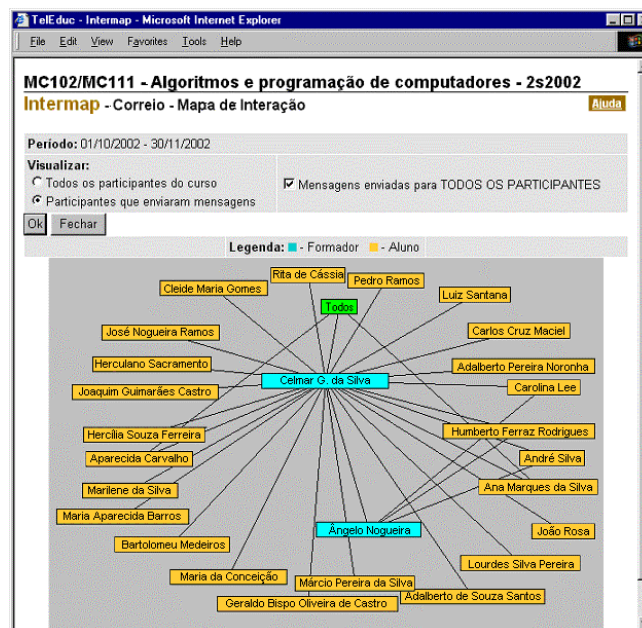 TelEduc - Intermap - Microsoft Internet Explorer
File Edit View Favorites Tools Help
MC102/MC111 - Algoritmos e programação de computadores - 2s2002
Intermap - Correio - Mapa de Interação
Ajuda
Período: 01/10/2002 - 30/11/2002
Visualizar:
Todos os participantes do curso
Participantes que enviaram mensagens
Mensagens enviadas para TODOS OS PARTICIPANTES
Ok Fechar
Legenda: - Formador - Aluno
Rita de Cássia
Pedro Ramos
Cleide Maria Gomes
Luiz Santana
Todos
José Nogueira Ramos
Carlos Cruz Maciel
Herculano Sacramento
Adalberto Pereira Noronha
Celmar G. da Silva
Joaquim Guimarães Castro
Carolina Lee
Hercília Souza Ferreira
Humberto Ferraz Rodrigues
Aparecida Carvalho
André Silva
Marilene da Silva
Ana Marques da Silva
Maria Aparecida Barros
Ângelo Nogueira
João Rosa
Bartolomeu Medeiros
Lourdes Silva Pereira
Maria da Conceição
Márcio Pereira da Silva
Adalberto de Souza Santos
Geraldo Bispo Oliveira de Castro